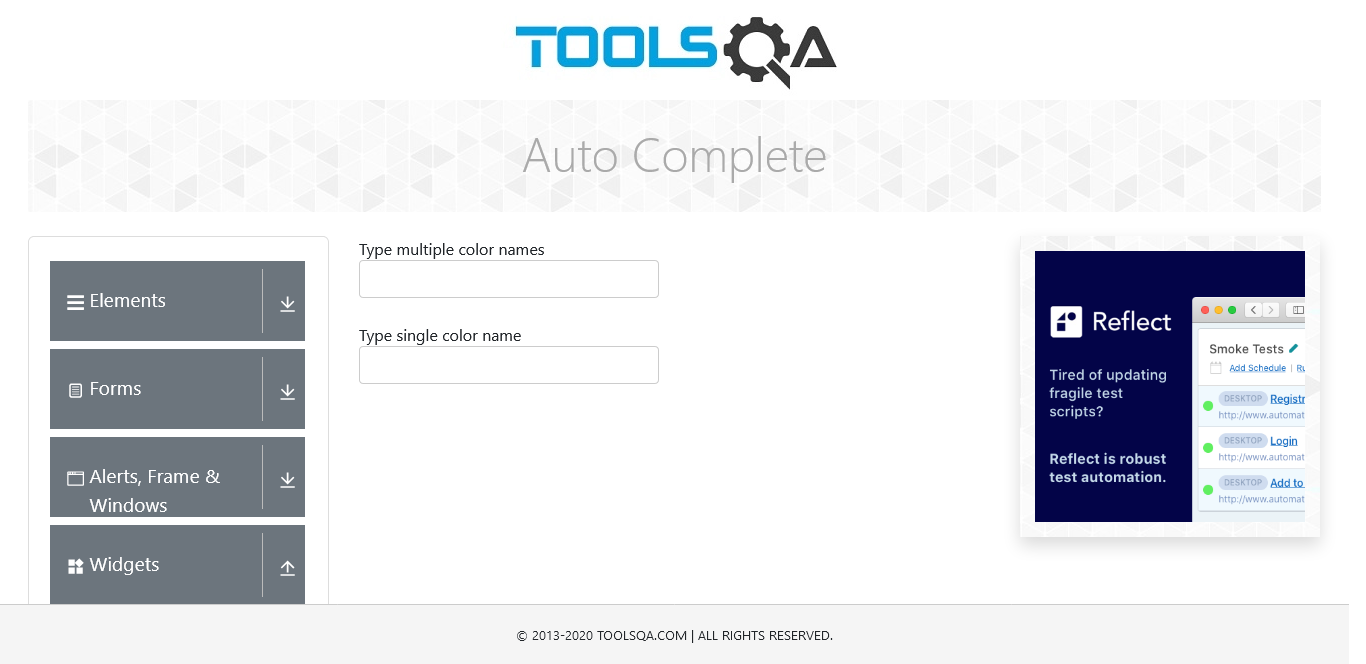 TOOLSQA
Auto Complete
Elements
Forms
Alerts, Frame &
Windows
Widgets
Type multiple color names
Type single color name
Reflect
Tired of updating
fragile test
scripts?
Reflect is robust
test automation.
Smoke Tests
Add Schedule
DESKTOP Registr
http://www.automat
DESKTOP Login
http://www.automat
DESKTOP Add to
http://www.automat
© 2013-2020 TOOLSQA.COM | ALL RIGHTS RESERVED.